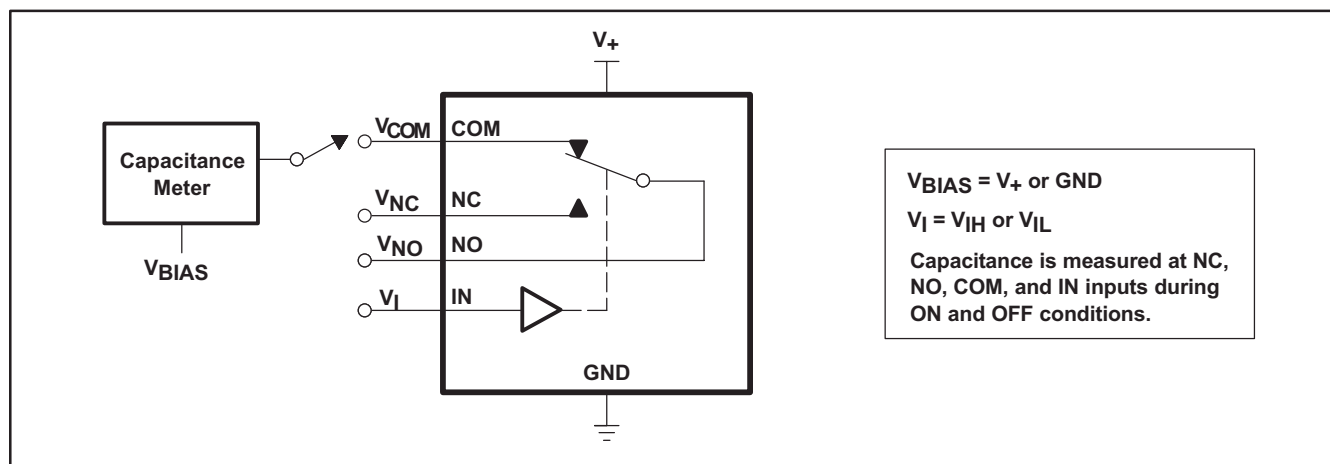 V+
VCOM COM
Capacitance
Meter
VNC NC
VNO NO
VBIAS
VI IN
GND
VBIAS = V+ or GND
VI = VIH or VIL
Capacitance is measured at NC,
NO, COM, and IN inputs during
ON and OFF conditions.